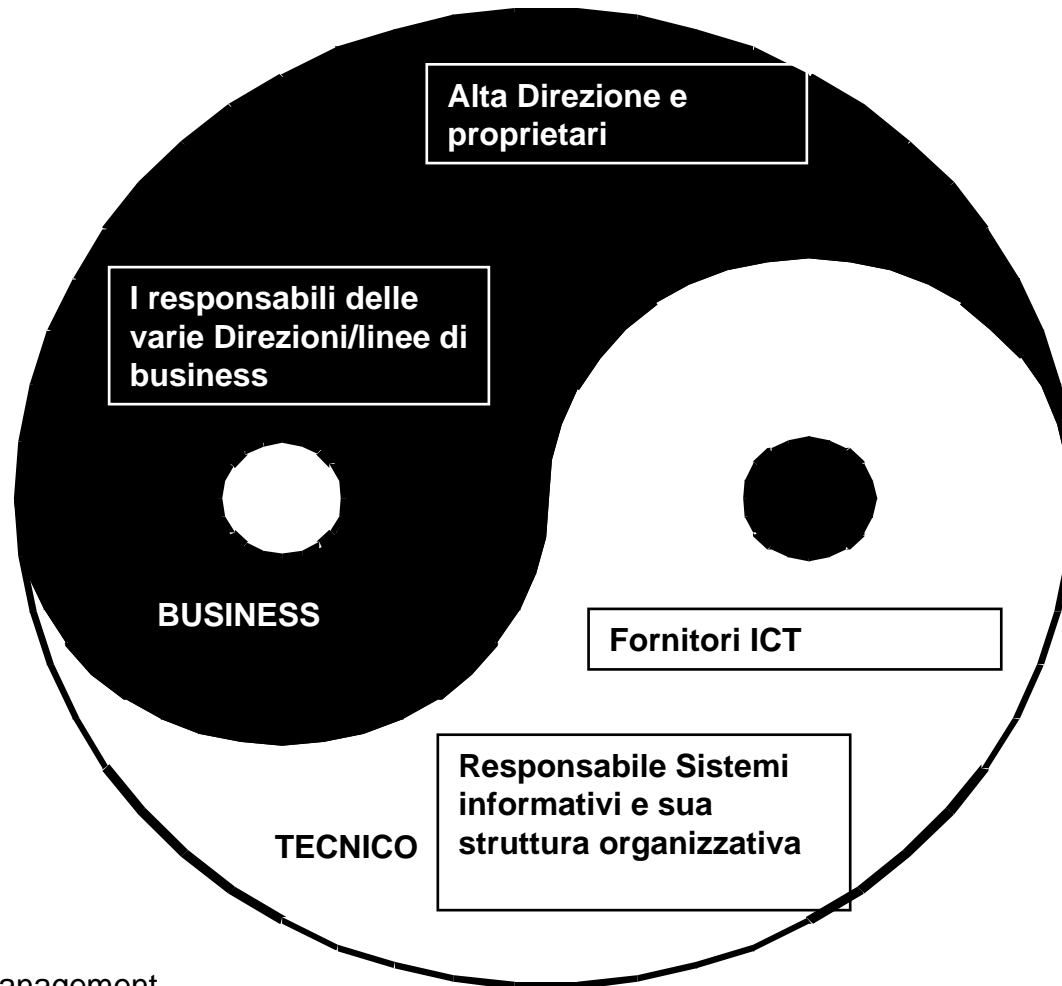 Alta Direzione e
proprietari
I responsabili delle
varie Direzioni/linee di
business
BUSINESS
Fornitori ICT
Responsabile Sistemi
informativi e sua
struttura organizzativa
TECNICO